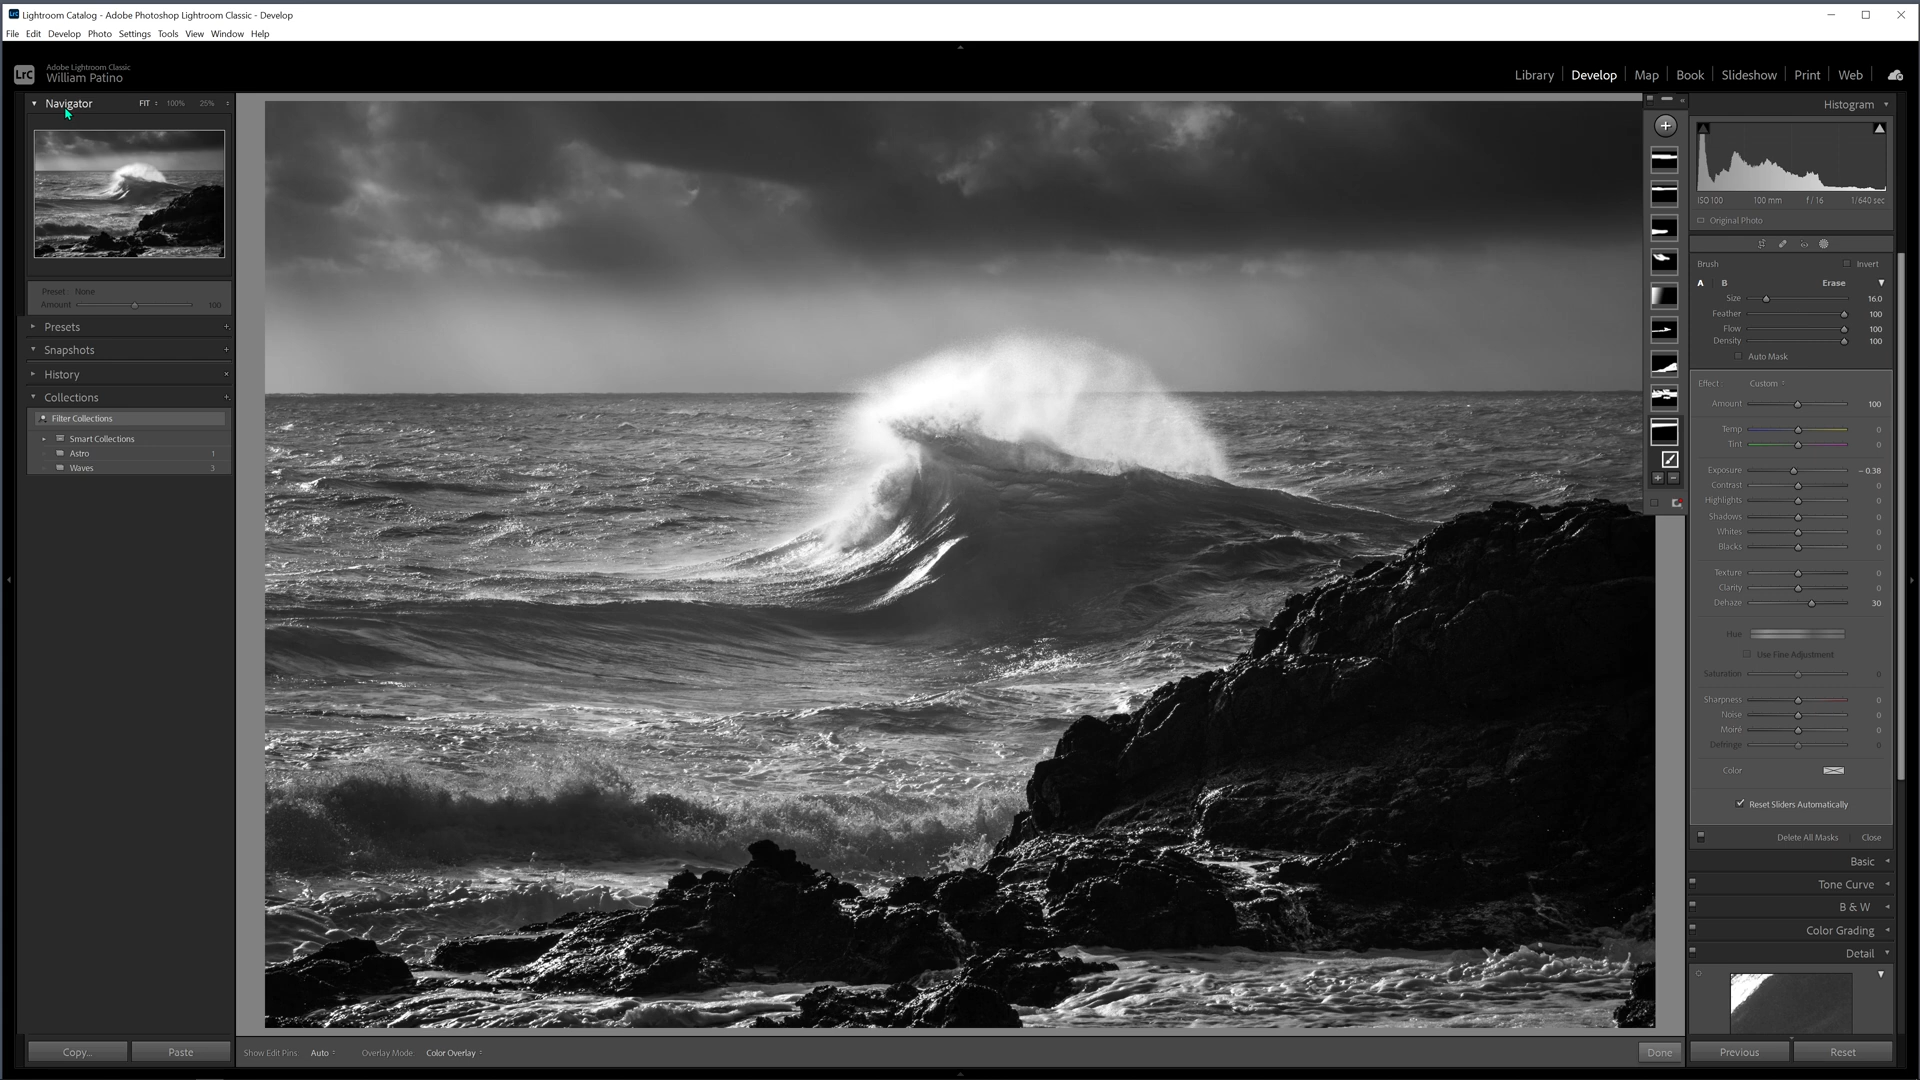 Lightroom Catalog - Adobe Photoshop Lightroom Classic - Develop
File Edit Develop Photo Settings Tools View Window Help
LrC
Adobe Lightroom Classic
William Patino
Library Develop Map Book Slideshow Print Web
Navigator FIT 100% 25%
Preset: None
Amount 100
Presets
Snapshots
History
Collections
Filter Collections
Smart Collections
Astro 1
Waves 3
Copy... Paste
Show Edit Pins Auto Overlay Mode Color Overlay Done
Histogram
ISO 100 100 mm f / 16 1/640 sec
Original Photo
Brush Invert
A B Erase
Size 16.0
Feather 100
Flow 100
Density 100
Auto Mask
Effect Custom
Amount 100
Temp 0
Tint 0
Exposure – 0.38
Contrast 0
Highlights 0
Shadows 0
Whites 0
Blacks 0
Texture 0
Clarity 0
Dehaze 30
Hue
Use Fine Adjustment
Saturation 0
Sharpness 0
Noise 0
Moiré 0
Defringe 0
Color
Reset Sliders Automatically
Delete All Masks Close
Basic
Tone Curve
B & W
Color Grading
Detail
Previous Reset